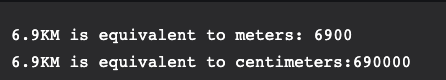 6.9KM is equivalent to meters: 6900
6.9KM is equivalent to centimeters:690000